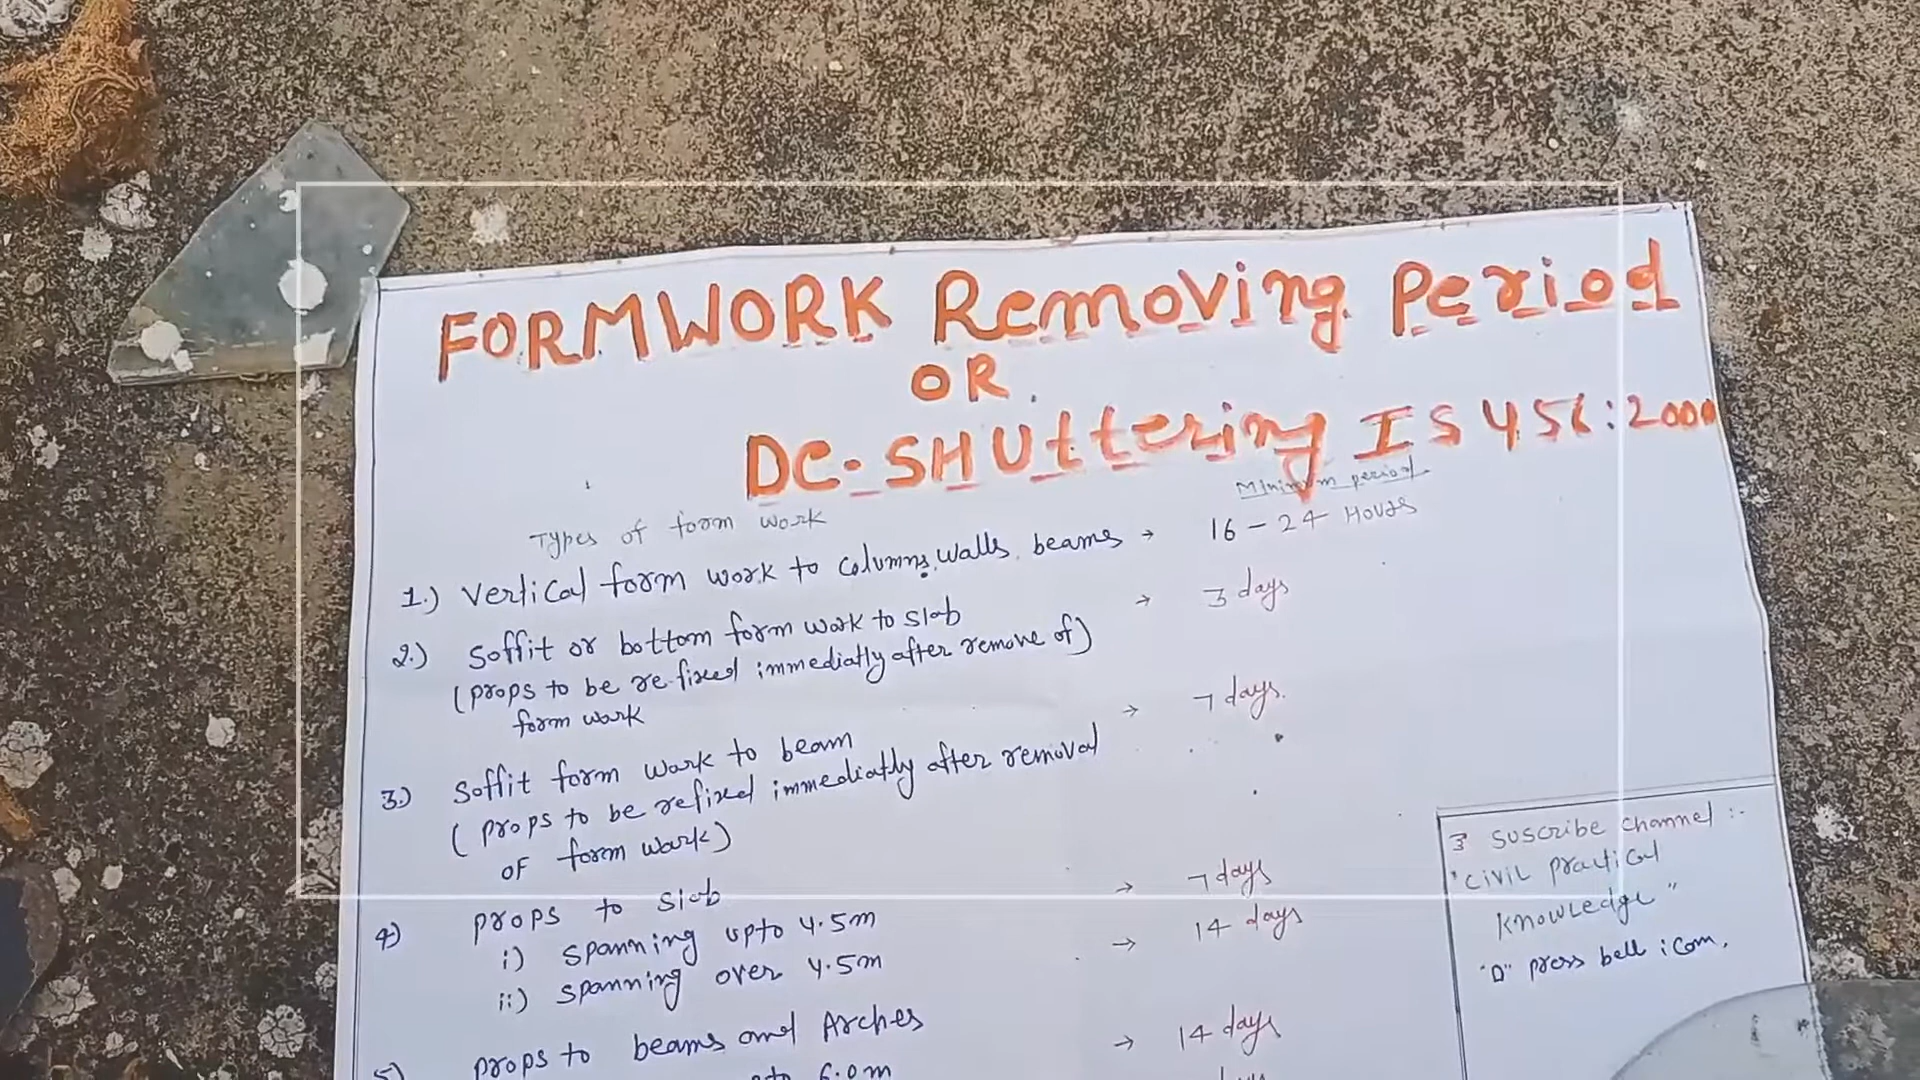 FORMWORK Removing Period
OR
DC-SHUttering IS 456:2000
Types of form work
Minimum period
1.) Vertical form work to columns, walls, beams → 16-24 Hours
2.) Soffit or bottom form work to slab → 3 days
(props to be re-fixed immediatly after remove of)
form work
3.) Soffit form work to beam → 7 days.
(props to be refixed immediatly after removal
of form work)
4) props to slab
i) spanning upto 4.5m → 7 days
ii) spanning over 4.5m → 14 days
5) props to beams and Arches
6.0m → 14 days
3 suscribe channel :-
"civil practical
knowledge"
"D" press bell icom,